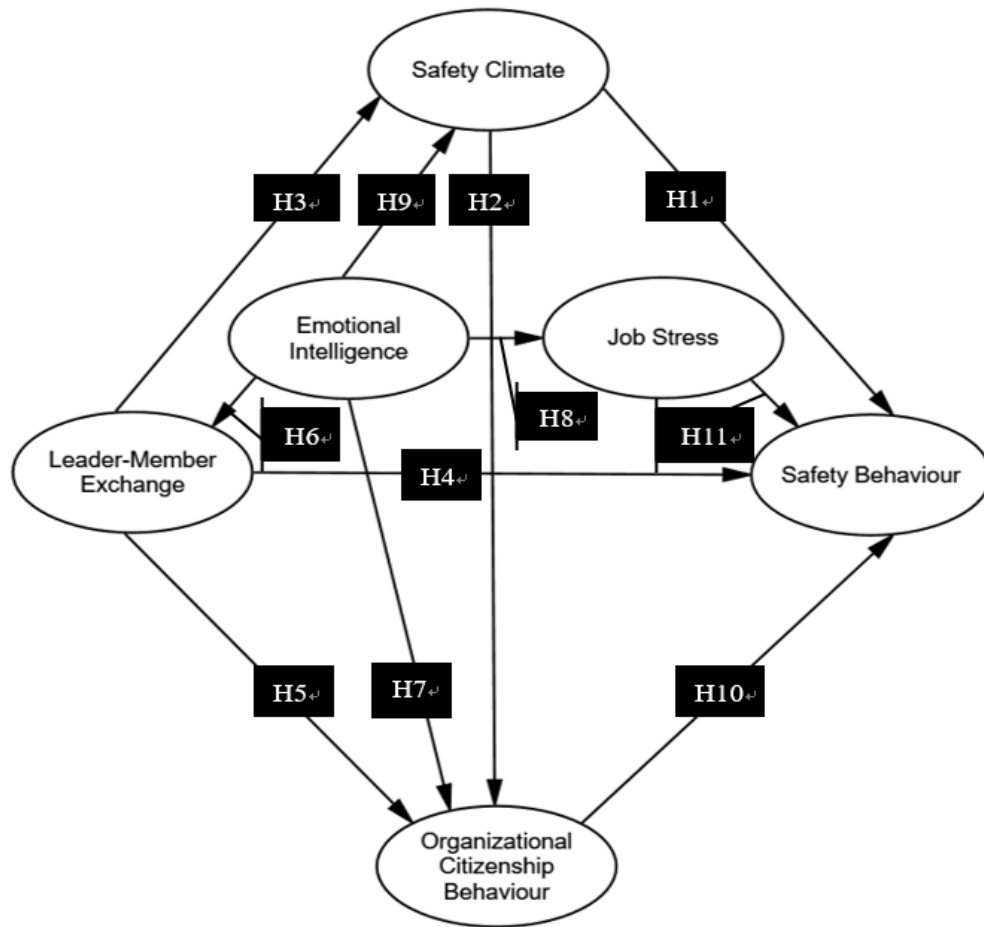 Safety Climate
H3↵
H9↵
H2↵
H1↵
Emotional
Intelligence
Job Stress
H6↵
H8↵
H11↵
Leader-Member
Exchange
H4↵
Safety Behaviour
H5↵
H7↵
H10↵
Organizational
Citizenship
Behaviour